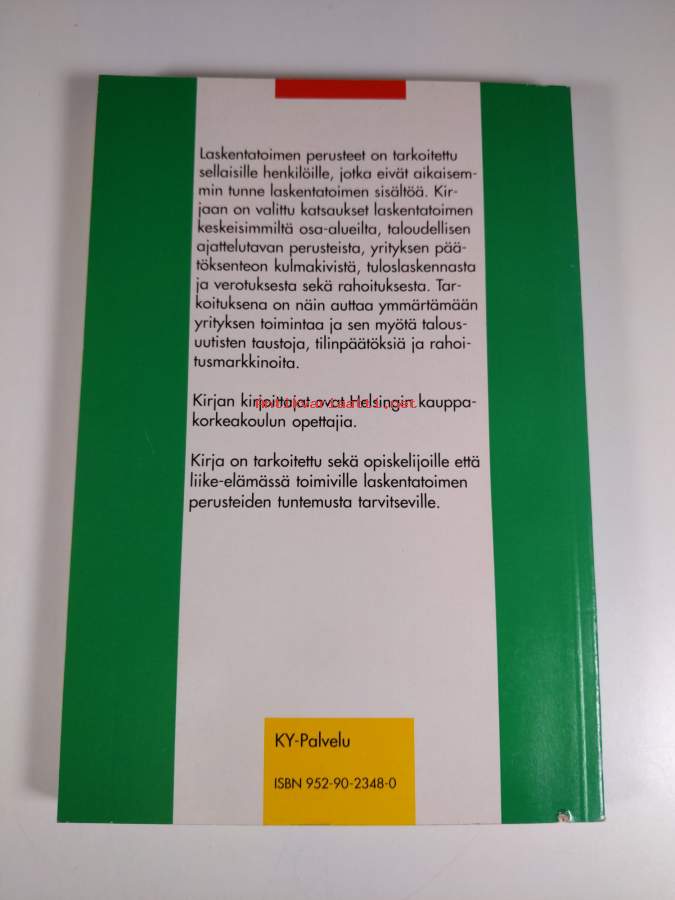 Laskentatoimen perusteet on tarkoitettu
sellaisille henkilöille, jotka eivät aikaisem-
min tunne laskentatoimen sisältöä. Kir-
jaan on valittu katsaukset laskentatoimen
keskeisimmiltä osa-alueilta, taloudellisen
ajattelutavan perusteista, yrityksen pää-
töksenteon kulmakivistä, tuloslaskennasta
ja verotuksesta sekä rahoituksesta. Tar-
koituksena on näin auttaa ymmärtämään
yrityksen toimintaa ja sen myötä talous-
uutisten taustoja, tilinpäätöksiä ja rahoi-
tusmarkkinoita.
Kirjan kirjoittajat ovat Helsingin kauppa-
Antikvariaatti.net
korkeakoulun opettajia.
Kirja on tarkoitettu sekä opiskelijoille että
liike-elämässä toimiville laskentatoimen
perusteiden tuntemusta tarvitseville.
KY-Palvelu
ISBN 952-90-2348-0